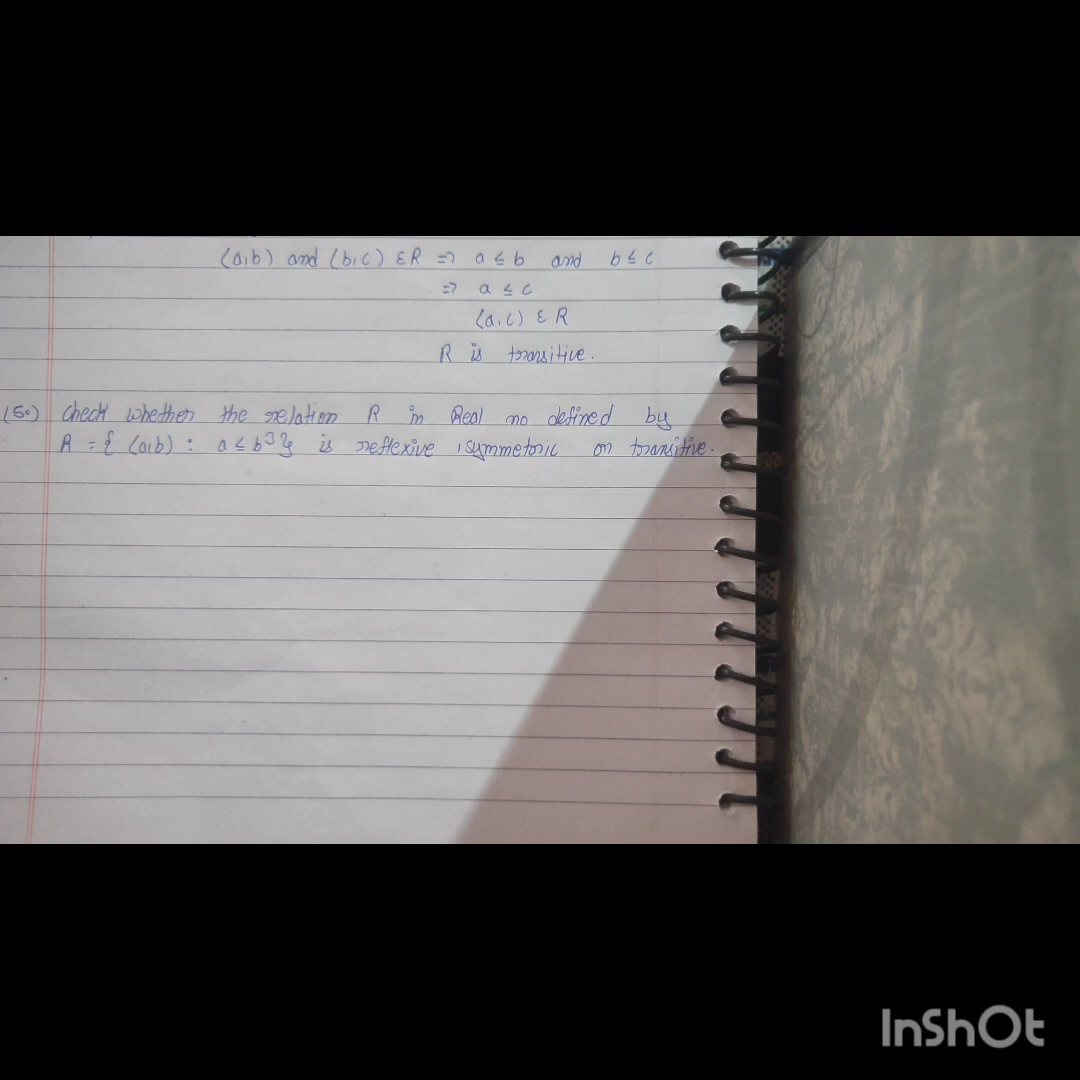 (a,b) and (b,c) ε R => a ≤ b and b ≤ c
=> a ≤ c
(a,c) ε R
R is transitive.
(50) Check whether the relation R in Real no defined by
R = { (a,b) : a ≤ b³} is reflexive , symmetric or transitive.
InShOt